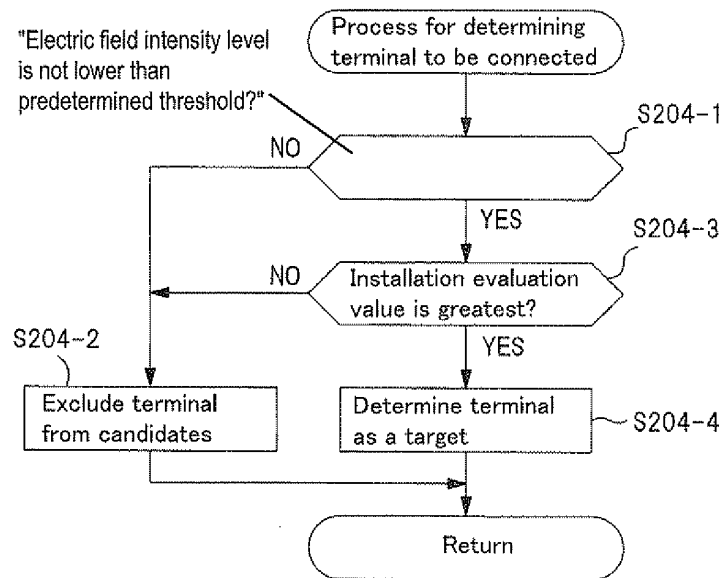 "Electric field intensity level
is not lower than
predetermined threshold?"
Process for determining
terminal to be connected
S204-1
NO
YES
S204-3
NO
Installation evaluation
value is greatest?
YES
S204-2
Exclude terminal
from candidates
Determine terminal
as a target
S204-4
Return